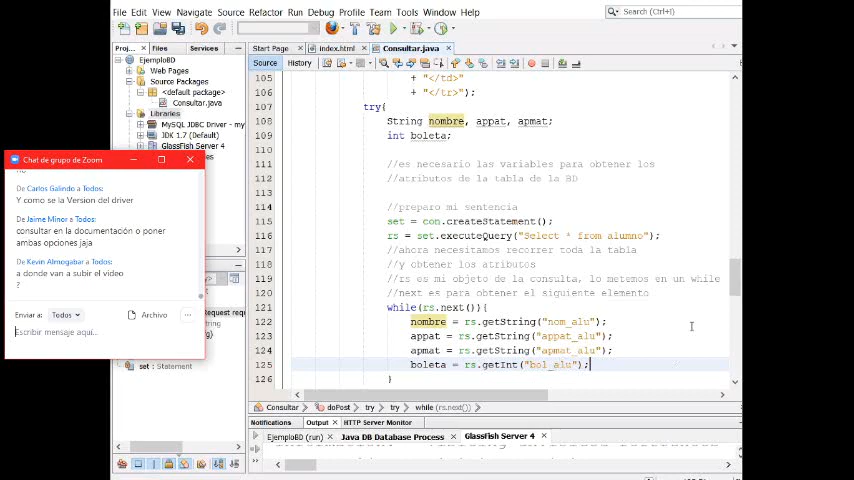 File Edit View Navigate Source Refactor Run Debug Profile Team Tools Window Help
Search (Ctrl+I)
Proj... Files Services
EjemploBD
Web Pages
Source Packages
<default package>
Consultar.java
Libraries
MySQL JDBC Driver - my
JDK 1.7 (Default)
GlassFish Server 4
Start Page index.html Consultar.java
Source History
105 + "</td>"
106 + "</tr>");
107 try{
108 String nombre, appat, apmat;
109 int boleta;
110
111 //es necesario las variables para obtener los
112 //atributos de la tabla de la BD
113
114 //preparo mi sentencia
115 set = con.createStatement();
116 rs = set.executeQuery("Select * from alumno");
117 //ahora necesitamos recorrer toda la tabla
118 //y obtener los atributos
119 //rs es mi objeto de la consulta, lo metemos en un while
120 //next es para obtener el siguiente elemento
121 while(rs.next()){
122 nombre = rs.getString("nom_alu");
123 appat = rs.getString("appat_alu");
124 apmat = rs.getString("apmat_alu");
125 boleta = rs.getInt("bol_alu");
126 }
Chat de grupo de Zoom
De Carlos Galindo a Todos:
Y como se la Version del driver
De Jaime Minor a Todos:
consultar en la documentación o poner
ambas opciones jaja
De Kevin Almogabar a Todos:
a donde van a subir el video
?
Enviar a: Todos Archivo ...
Escribir mensaje aquí...
Request requ
set : Statement
Consultar doPost try try while (rs.next())
Notifications Output HTTP Server Monitor
EjemploBD (run) Java DB Database Process GlassFish Server 4